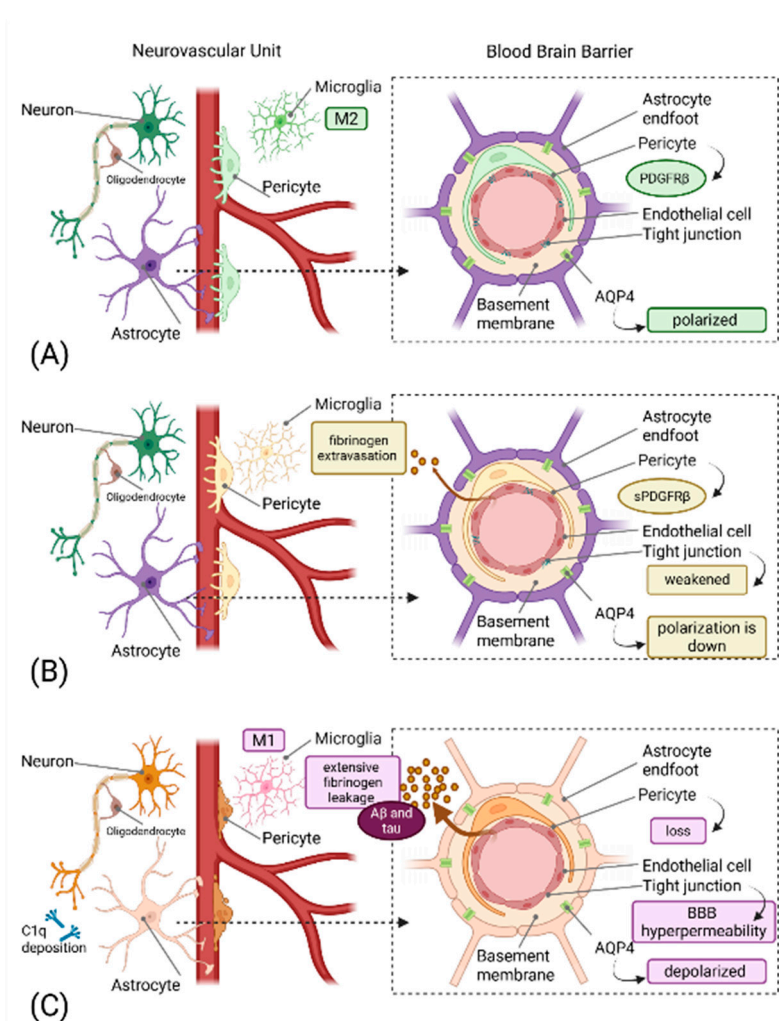 Neurovascular Unit
Blood Brain Barrier
Neuron
Oligodendrocyte
Astrocyte
Microglia
M2
Pericyte
Astrocyte
endfoot
Pericyte
PDGFRβ
Endothelial cell
Tight junction
AQP4
Basement
membrane
polarized
(A)
Neuron
Oligodendrocyte
Astrocyte
Microglia
fibrinogen
extravasation
Pericyte
Astrocyte
endfoot
Pericyte
sPDGFRβ
Endothelial cell
Tight junction
weakened
AQP4
Basement
membrane
polarization is
down
(B)
Neuron
Oligodendrocyte
C1q
deposition
Astrocyte
M1
Microglia
extensive
fibrinogen
leakage
Aβ and
tau
Pericyte
Astrocyte
endfoot
Pericyte
loss
Endothelial cell
Tight junction
BBB
hyperpermeability
AQP4
Basement
membrane
depolarized
(C)